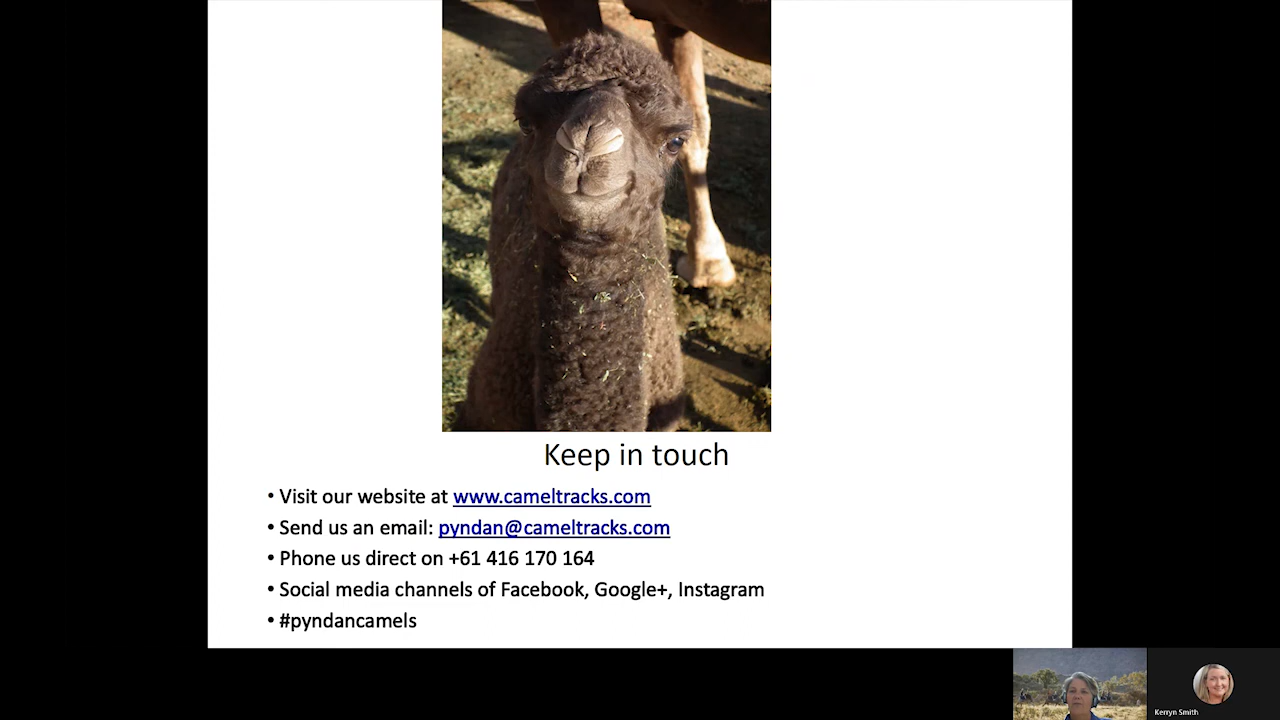 Keep in touch
• Visit our website at www.cameltracks.com
• Send us an email: pyndan@cameltracks.com
• Phone us direct on +61 416 170 164
• Social media channels of Facebook, Google+, Instagram
• #pyndancamels
Kerryn Smith